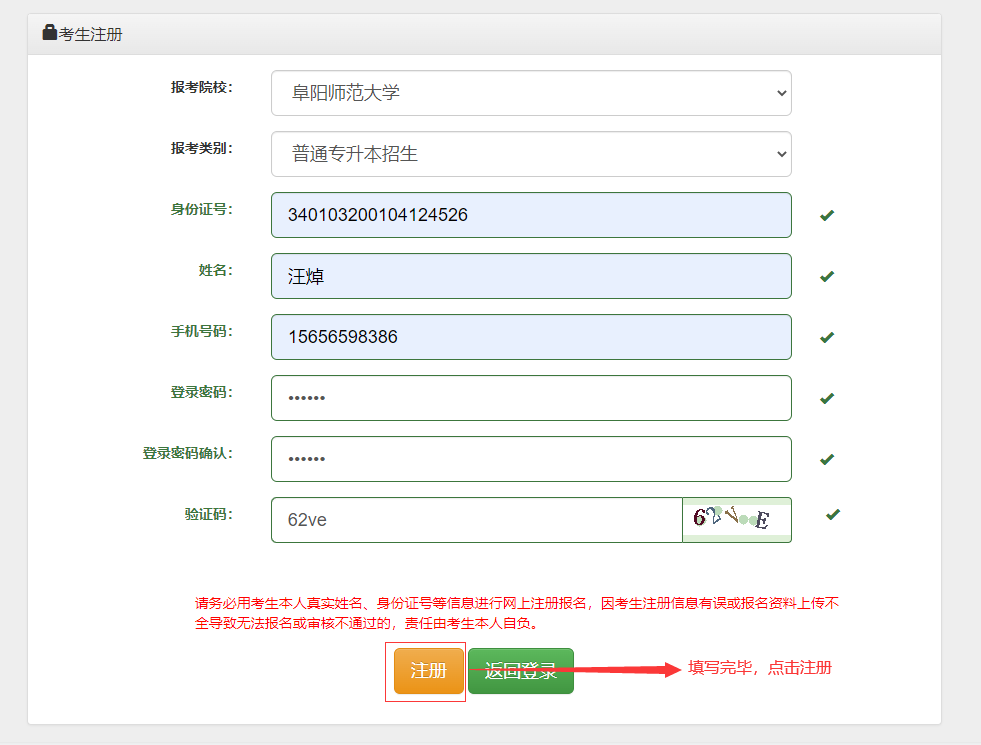 考生注册
报考院校：
阜阳师范大学
报考类别：
普通专升本招生
身份证号：
340103200104124526
姓名：
汪焯
手机号码：
15656598386
登录密码：
••••••
登录密码确认：
••••••
验证码：
62ve 62VE
请务必用考生本人真实姓名、身份证号等信息进行网上注册报名，因考生注册信息有误或报名资料上传不
全导致无法报名或审核不通过的，责任由考生本人自负。
注册 返回登录 填写完毕，点击注册